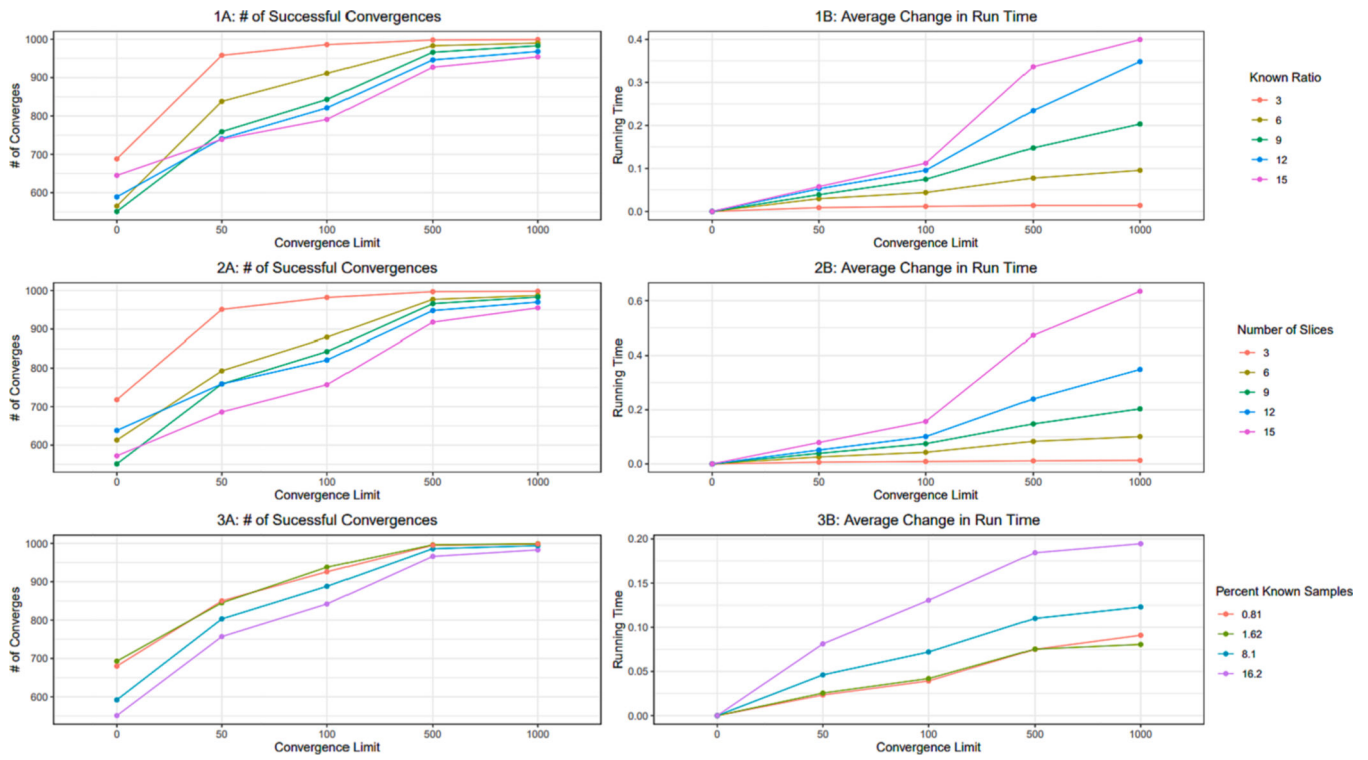 1A: # of Successful Convergences
# of Converges
1000
900
800
700
600
0 50 100 500 1000
Convergence Limit
1B: Average Change in Run Time
Running Time
0.4
0.3
0.2
0.1
0.0
0 50 100 500 1000
Convergence Limit
Known Ratio
3
6
9
12
15
2A: # of Sucessful Convergences
# of Converges
1000
900
800
700
600
0 50 100 500 1000
Convergence Limit
2B: Average Change in Run Time
Running Time
0.6
0.4
0.2
0.0
0 50 100 500 1000
Convergence Limit
Number of Slices
3
6
9
12
15
3A: # of Sucessful Convergences
# of Converges
1000
900
800
700
600
0 50 100 500 1000
Convergence Limit
3B: Average Change in Run Time
Running Time
0.20
0.15
0.10
0.05
0.00
0 50 100 500 1000
Convergence Limit
Percent Known Samples
0.81
1.62
8.1
16.2